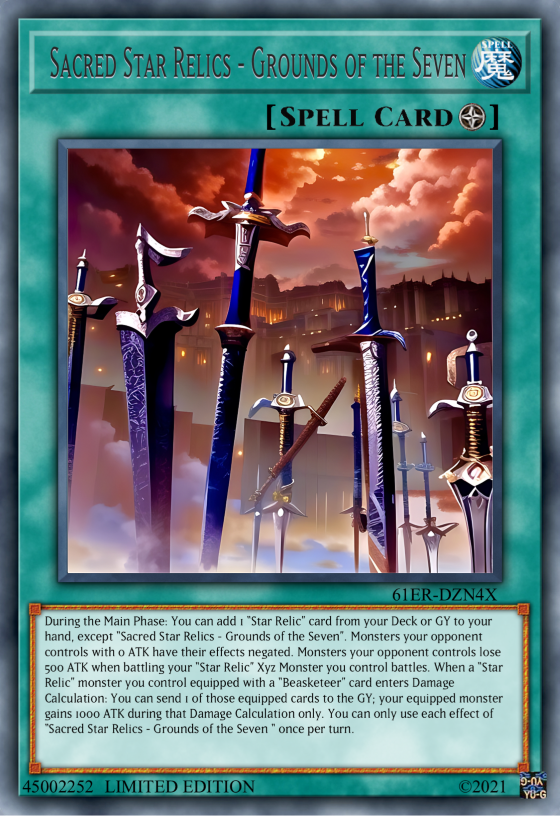 Sacred Star Relics - Grounds of the Seven
SPELL
魔
[Spell Card]
61ER-DZN4X
During the Main Phase: You can add 1 "Star Relic" card from your Deck or GY to your
hand, except "Sacred Star Relics - Grounds of the Seven". Monsters your opponent
controls with 0 ATK have their effects negated. Monsters your opponent controls lose
500 ATK when battling your "Star Relic" Xyz Monster you control battles. When a "Star
Relic" monster you control equipped with a "Beasketeer" card enters Damage
Calculation: You can send 1 of those equipped cards to the GY; your equipped monster
gains 1000 ATK during that Damage Calculation only. You can only use each effect of
"Sacred Star Relics - Grounds of the Seven " once per turn.
45002252 LIMITED EDITION
©2021
YU-G
YU-G